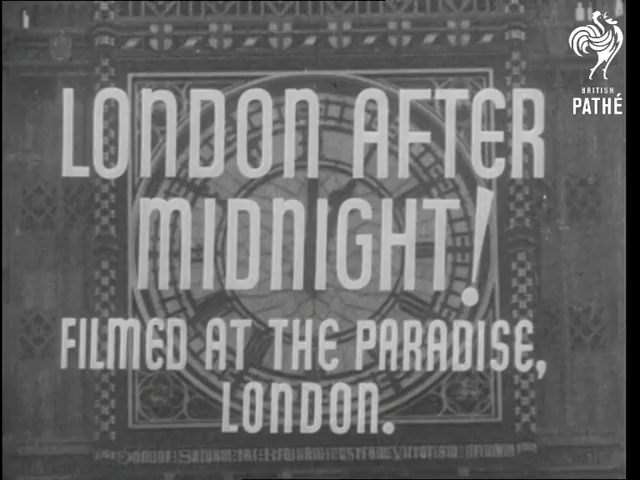 BRITISH
PATHÉ
LONDON AFTER
MIDNIGHT!
FILMED AT THE PARADISE,
LONDON.